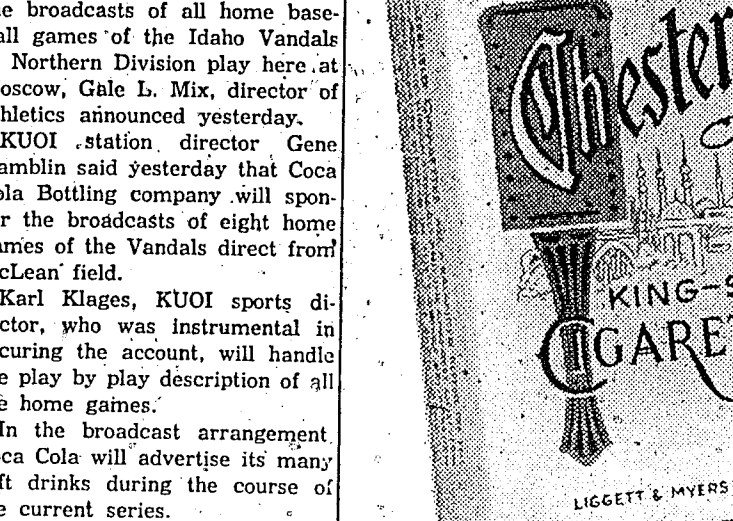 e broadcasts of all home base-
all games of the Idaho Vandals
Northern Division play here at
oscow, Gale L. Mix, director of
hletics announced yesterday.
KUOI station director Gene
amblin said yesterday that Coca
ola Bottling company will spon-
r the broadcasts of eight home
ames of the Vandals direct from
cLean field.
Karl Klages, KUOI sports di-
ctor, who was instrumental in
curing the account, will handle
e play by play description of all
e home games.
In the broadcast arrangement
ca Cola will advertise its many
ft drinks during the course of
e current series.
Chester
KING-S
CIGARET
LIGGETT & MYERS